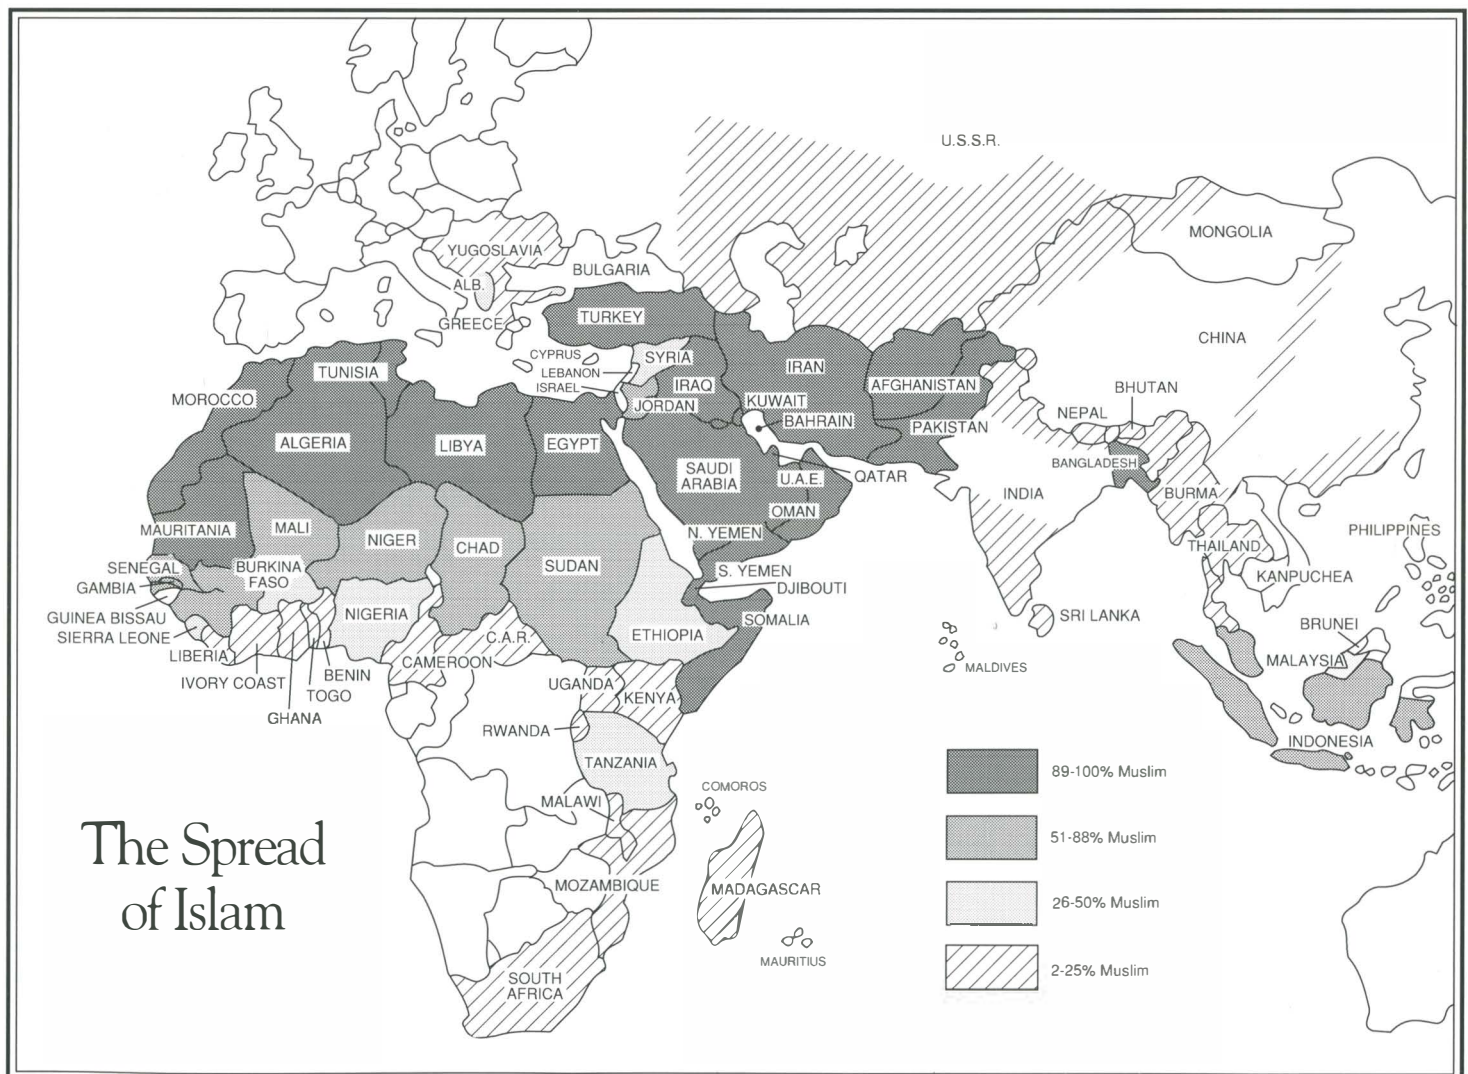 U.S.S.R.
MONGOLIA
YUGOSLAVIA
BULGARIA
ALB.
GREECE
TURKEY
CHINA
CYPRUS
SYRIA
LEBANON
IRAN
TUNISIA
ISRAEL
IRAQ
AFGHANISTAN
BHUTAN
MOROCCO
JORDAN
KUWAIT
NEPAL
BAHRAIN
PAKISTAN
ALGERIA
LIBYA
EGYPT
BANGLADESH
SAUDI
ARABIA
U.A.E.
QATAR
INDIA
BURMA
OMAN
MAURITANIA
MALI
NIGER
CHAD
N. YEMEN
PHILIPPINES
THAILAND
SENEGAL
BURKINA
FASO
SUDAN
S. YEMEN
KANPUCHEA
GAMBIA
DJIBOUTI
GUINEA BISSAU
NIGERIA
SOMALIA
SRI LANKA
SIERRA LEONE
ETHIOPIA
C.A.R.
BRUNEI
LIBERIA
CAMEROON
MALDIVES
MALAYSIA
IVORY COAST
BENIN
UGANDA
TOGO
KENYA
GHANA
RWANDA
INDONESIA
TANZANIA
89-100% Muslim
COMOROS
MALAWI
51-88% Muslim
The Spread
of Islam
MOZAMBIQUE
MADAGASCAR
26-50% Muslim
MAURITIUS
2-25% Muslim
SOUTH
AFRICA